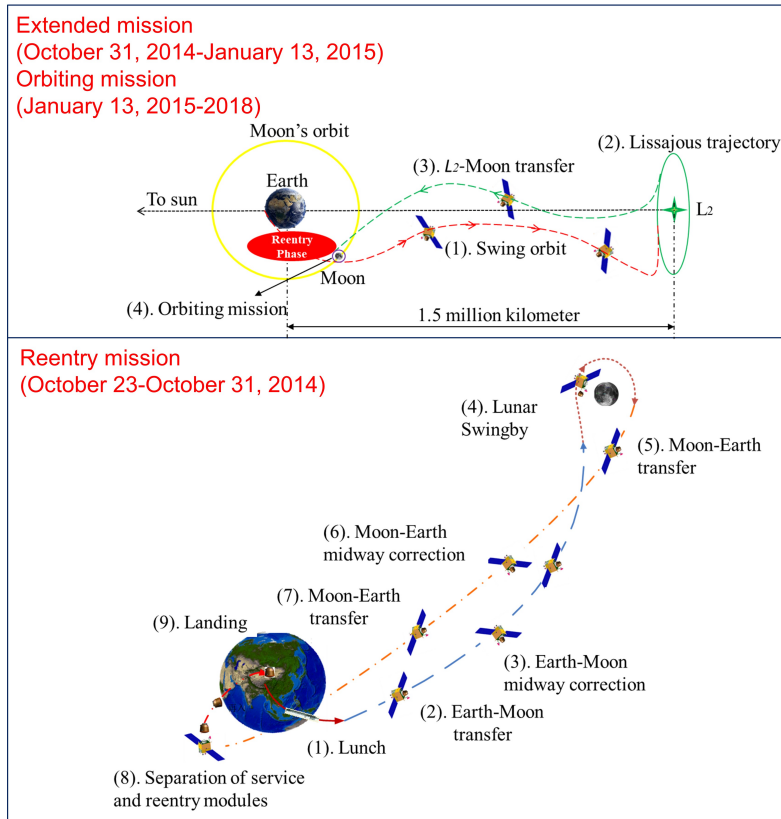 Extended mission
(October 31, 2014-January 13, 2015)
Orbiting mission
(January 13, 2015-2018)
Moon's orbit
(2). Lissajous trajectory
(3). L2-Moon transfer
Earth
To sun
L2
Reentry
Phase
(1). Swing orbit
Moon
(4). Orbiting mission
1.5 million kilometer
Reentry mission
(October 23-October 31, 2014)
(4). Lunar
Swingby
(5). Moon-Earth
transfer
(6). Moon-Earth
midway correction
(7). Moon-Earth
transfer
(9). Landing
(3). Earth-Moon
midway correction
(2). Earth-Moon
transfer
(1). Lunch
(8). Separation of service
and reentry modules